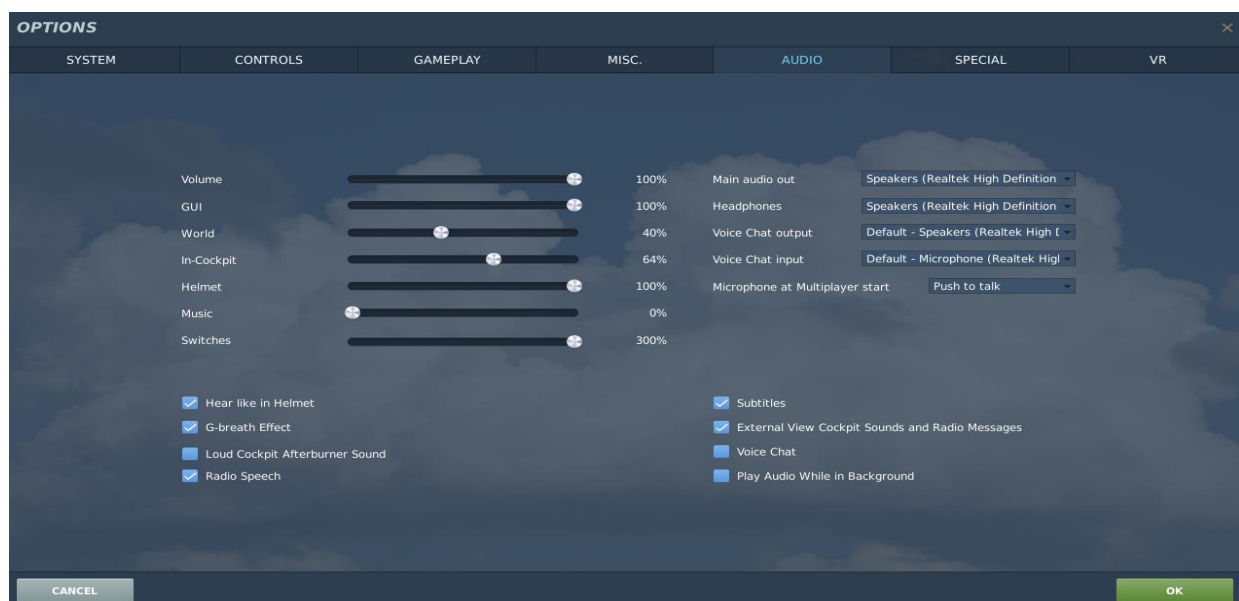 OPTIONS
SYSTEM CONTROLS GAMEPLAY MISC. AUDIO SPECIAL VR
Volume 100% Main audio out Speakers (Realtek High Definition
GUI 100% Headphones Speakers (Realtek High Definition
World 40% Voice Chat output Default - Speakers (Realtek High D
In-Cockpit 64% Voice Chat input Default - Microphone (Realtek Higl
Helmet 100% Microphone at Multiplayer start Push to talk
Music 0%
Switches 300%
Hear like in Helmet Subtitles
G-breath Effect External View Cockpit Sounds and Radio Messages
Loud Cockpit Afterburner Sound Voice Chat
Radio Speech Play Audio While in Background
CANCEL OK